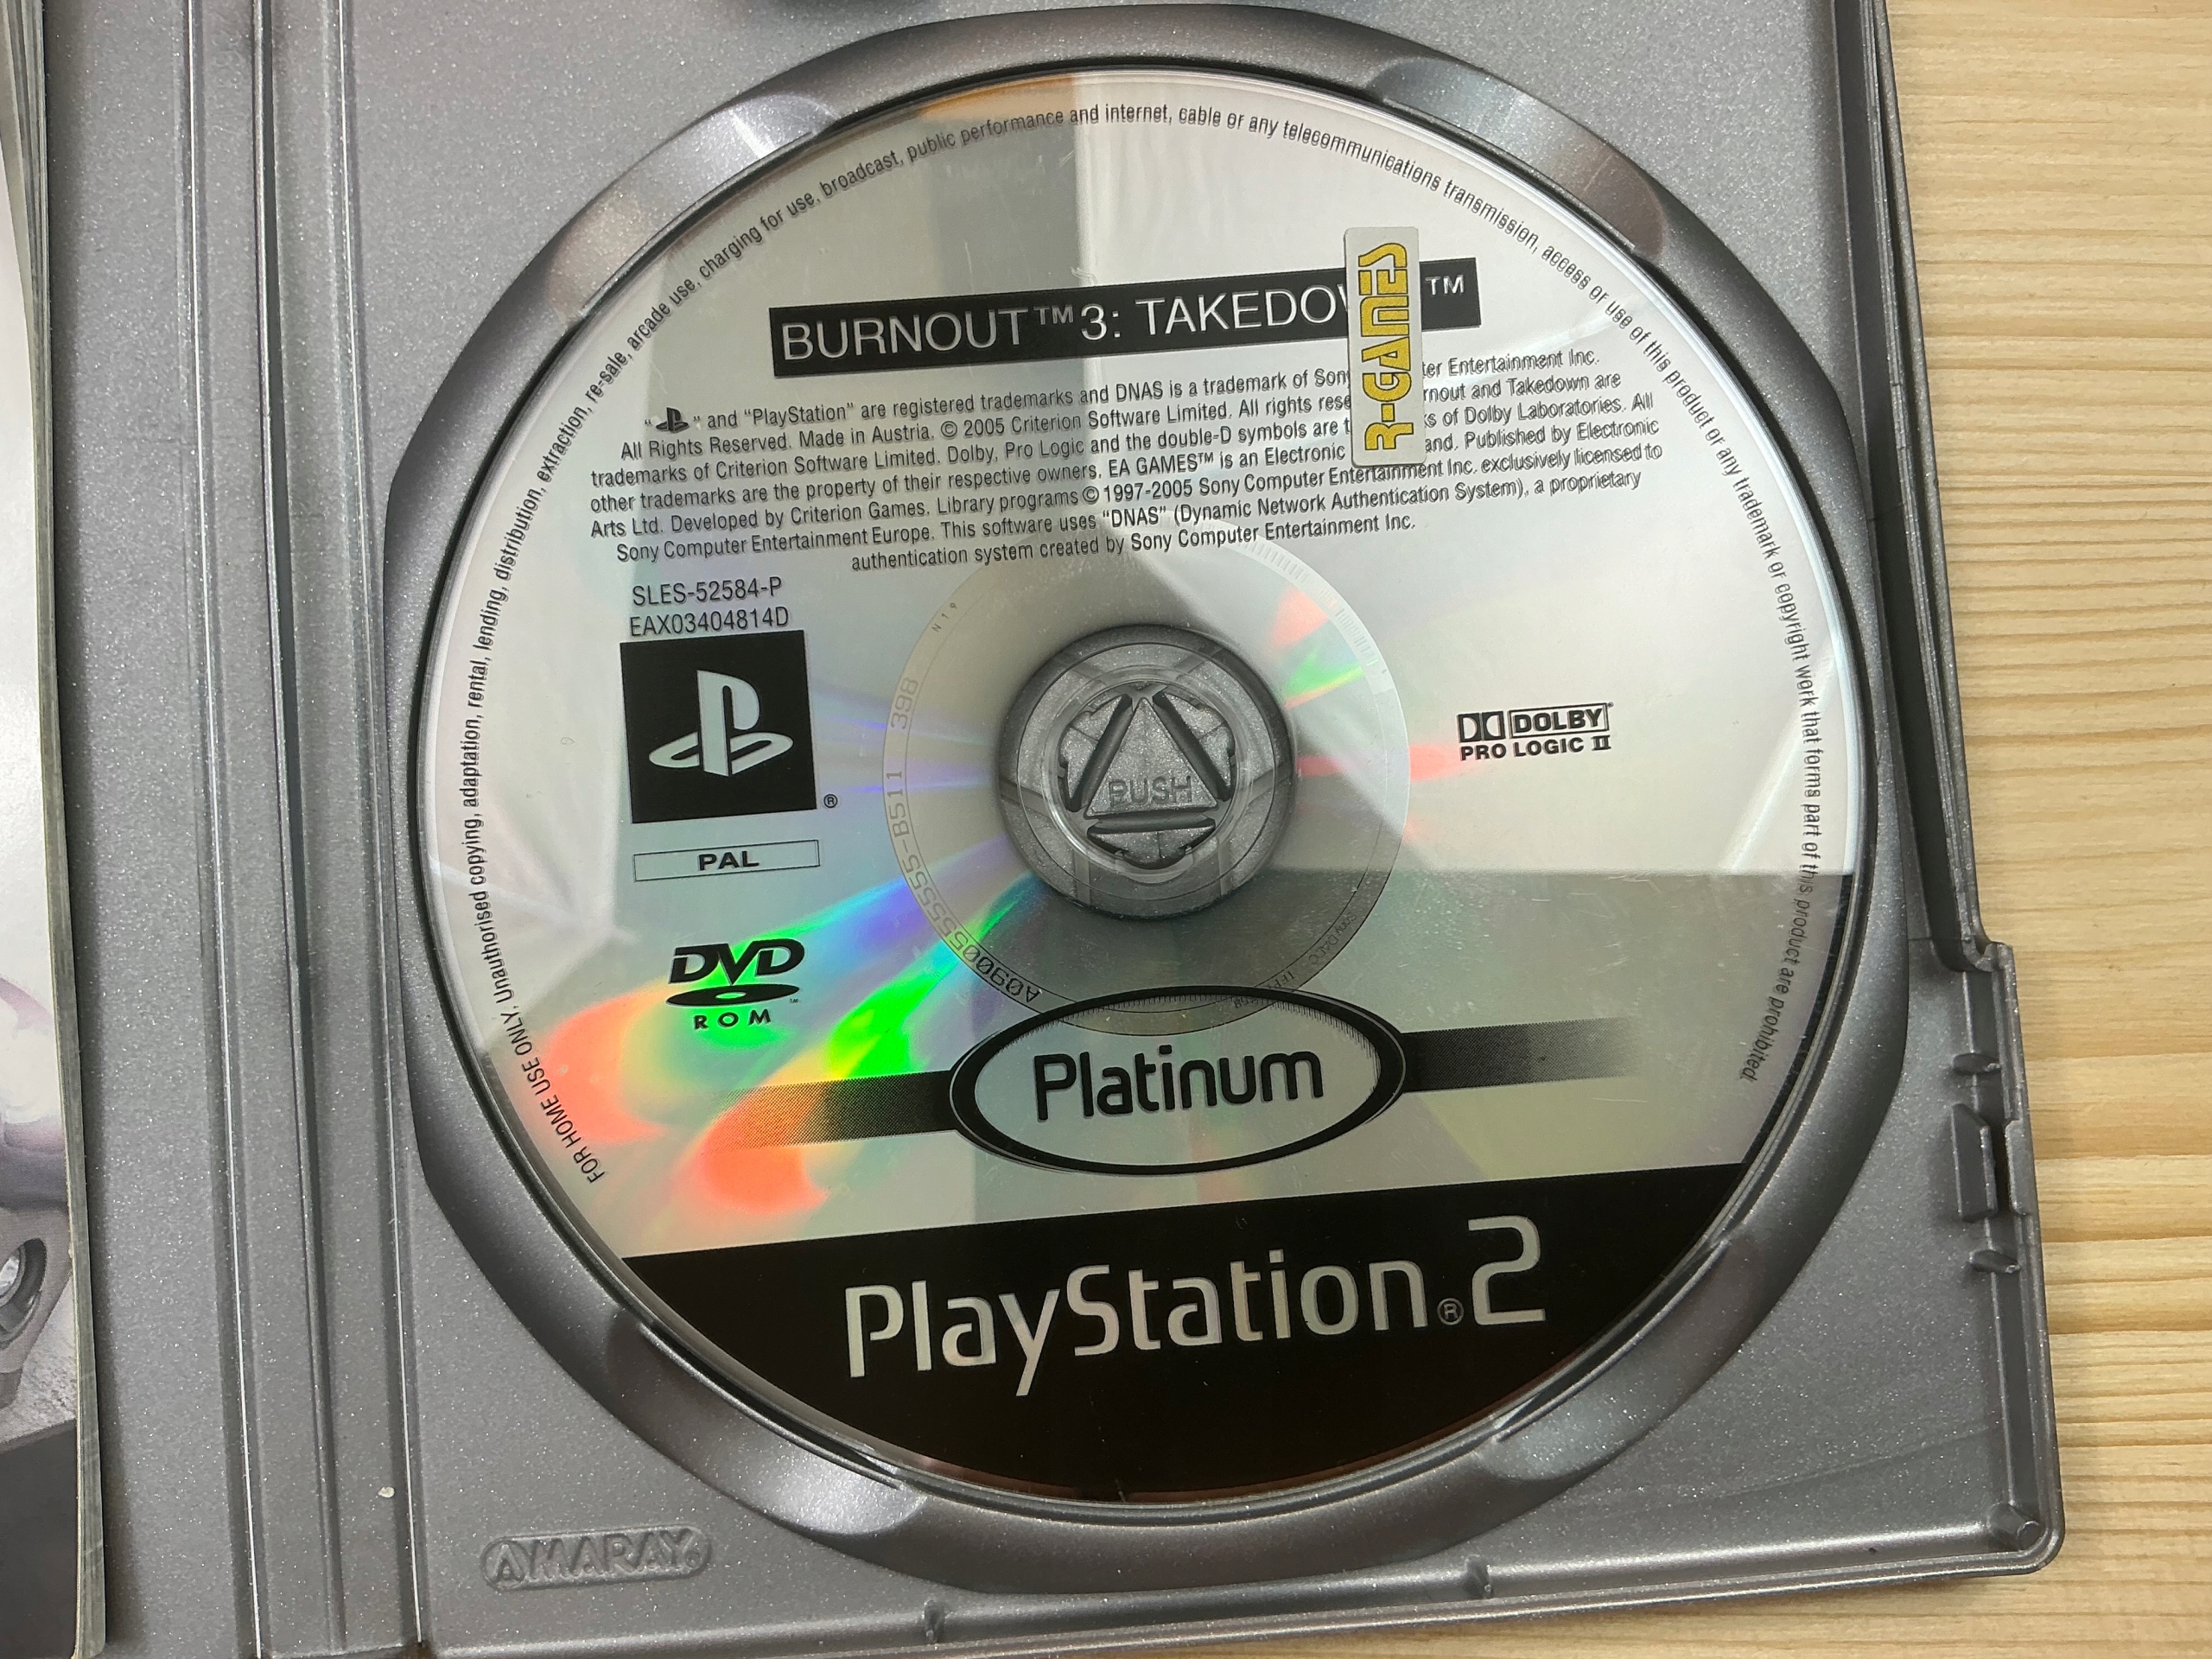 FOR HOME USE ONLY. Unauthorised copying, adaptation, rental, lending, distribution, extraction, re-sale, arcade use, charging for use, broadcast, public performance and internet, cable or any telecommunications transmission, access or use of this product or any trademark or copyright work that forms part of this product are prohibited.
BURNOUT™ 3: TAKEDO ™
R-GAMES
" " and "PlayStation" are registered trademarks and DNAS is a trademark of Sony ter Entertainment Inc.
All Rights Reserved. Made in Austria. © 2005 Criterion Software Limited. All rights rese rnout and Takedown are
trademarks of Criterion Software Limited. Dolby, Pro Logic and the double-D symbols are t ks of Dolby Laboratories. All
other trademarks are the property of their respective owners. EA GAMES™ is an Electronic and. Published by Electronic
Arts Ltd. Developed by Criterion Games. Library programs © 1997-2005 Sony Computer Entertainment Inc. exclusively licensed to
Sony Computer Entertainment Europe. This software uses "DNAS" (Dynamic Network Authentication System), a proprietary
authentication system created by Sony Computer Entertainment Inc.
SLES-52584-P
EAX03404814D
N19
A0900555555-B511 398
PUSH
®
DOLBY
PRO LOGIC II
PAL
DVD
ROM
Platinum
PlayStation®2
AMARAY